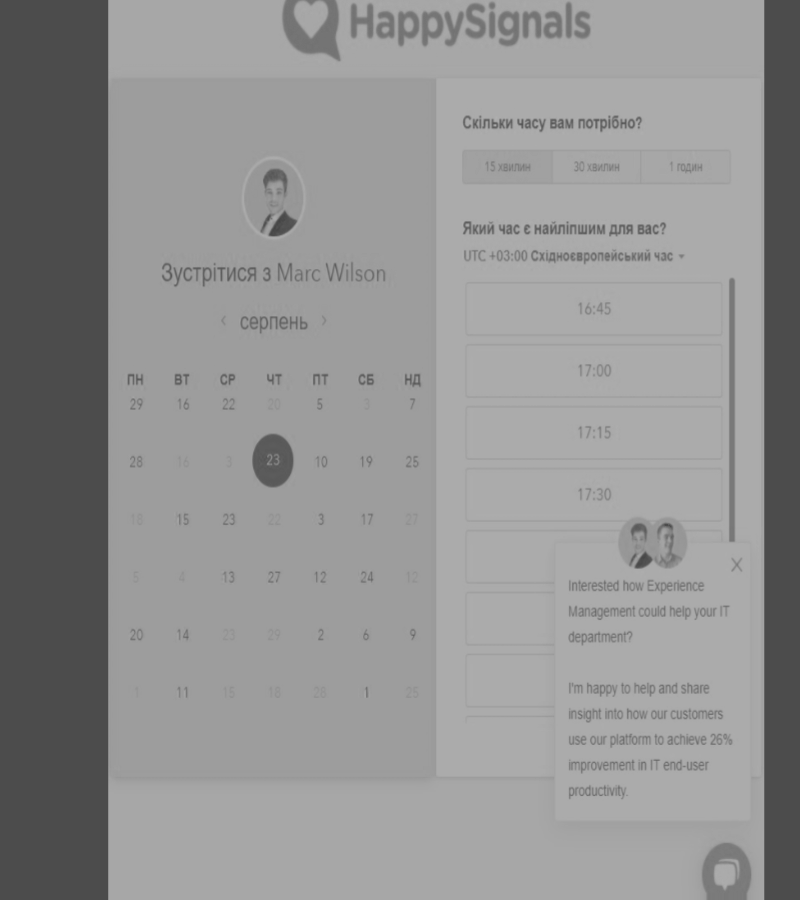 HappySignals
Зустрітися з Marc Wilson
‹ серпень ›
ПН ВТ СР ЧТ ПТ СБ НД
29 16 22 20 5 3 7
28 16 3 23 10 19 25
18 15 23 22 3 17 27
5 4 13 27 12 24 12
20 14 23 29 2 6 9
1 11 15 18 28 1 25
Скільки часу вам потрібно?
15 хвилин 30 хвилин 1 годин
Який час є найліпшим для вас?
UTC +03:00 Східноєвропейський час
16:45
17:00
17:15
17:30
Interested how Experience
Management could help your IT
department?
I'm happy to help and share
insight into how our customers
use our platform to achieve 26%
improvement in IT end-user
productivity.